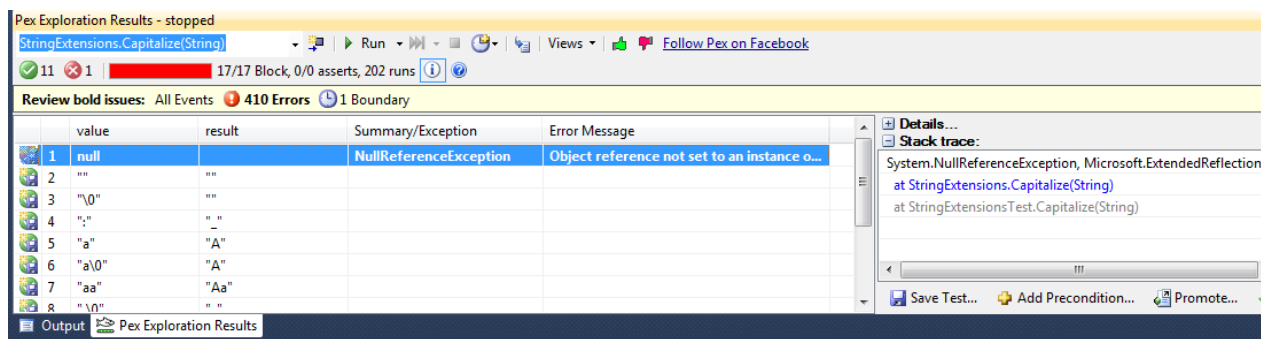 Pex Exploration Results - stopped
StringExtensions.Capitalize(String) Run Views Follow Pex on Facebook
11 1 17/17 Block, 0/0 asserts, 202 runs
Review bold issues: All Events 410 Errors 1 Boundary
value result Summary/Exception Error Message
1 null NullReferenceException Object reference not set to an instance o...
2 "" ""
3 "\0" ""
4 ":" "_"
5 "a" "A"
6 "a\0" "A"
7 "aa" "Aa"
8
Details...
Stack trace:
System.NullReferenceException, Microsoft.ExtendedReflection
at StringExtensions.Capitalize(String)
at StringExtensionsTest.Capitalize(String)
Save Test... Add Precondition... Promote...
Output Pex Exploration Results